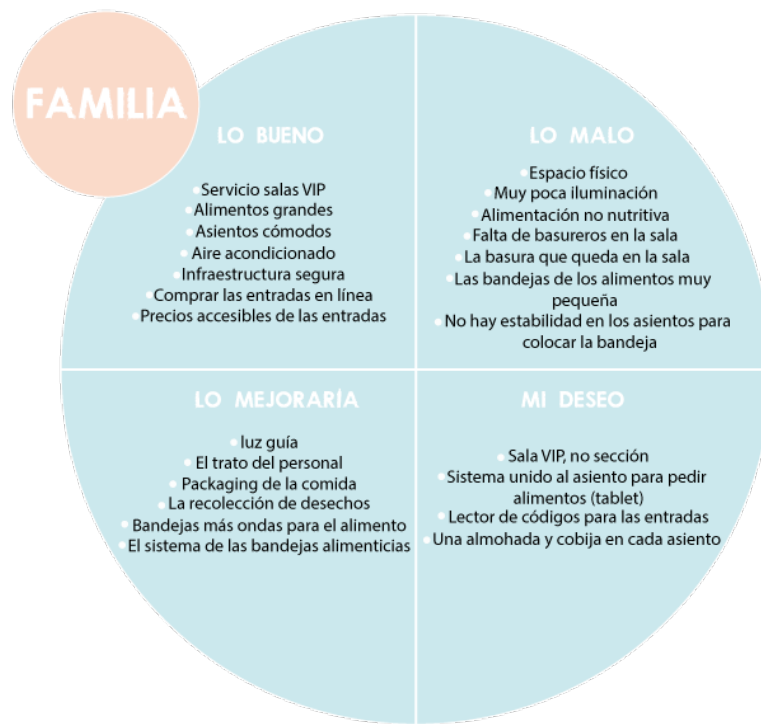 FAMILIA
LO BUENO
• Servicio salas VIP
• Alimentos grandes
• Asientos cómodos
• Aire acondicionado
• Infraestructura segura
• Comprar las entradas en línea
• Precios accesibles de las entradas
LO MALO
• Espacio físico
• Muy poca iluminación
• Alimentación no nutritiva
• Falta de basureros en la sala
• La basura que queda en la sala
• Las bandejas de los alimentos muy
pequeña
• No hay estabilidad en los asientos para
colocar la bandeja
LO MEJORARÍA
• luz guía
• El trato del personal
• Packaging de la comida
• La recolección de desechos
• Bandejas más ondas para el alimento
• El sistema de las bandejas alimenticias
MI DESEO
• Sala VIP, no sección
• Sistema unido al asiento para pedir
alimentos (tablet)
• Lector de códigos para las entradas
• Una almohada y cobija en cada asiento